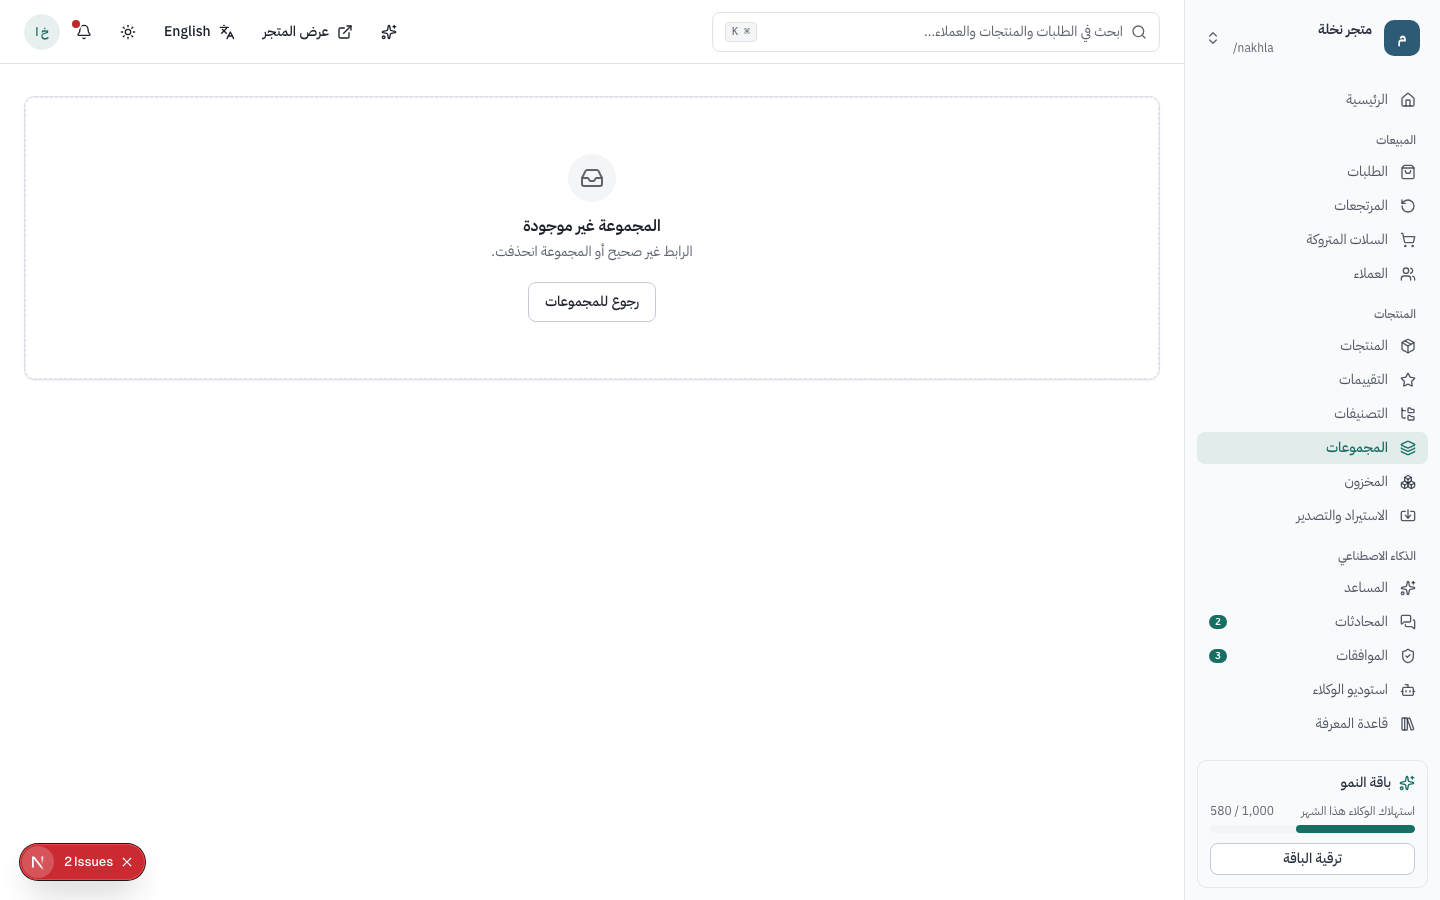 متجر نخلة
/nakhla
ابحث في الطلبات والمنتجات والعملاء...
⌘ K
عرض المتجر
English
خ ا
الرئيسية
المبيعات
الطلبات
المرتجعات
السلات المتروكة
العملاء
المنتجات
المنتجات
التقييمات
التصنيفات
المجموعات
المخزون
الاستيراد والتصدير
الذكاء الاصطناعي
المساعد
المحادثات 2
الموافقات 3
استوديو الوكلاء
قاعدة المعرفة
باقة النمو
استهلاك الوكلاء هذا الشهر 580 / 1,000
ترقية الباقة
المجموعة غير موجودة
الرابط غير صحيح أو المجموعة انحذفت.
رجوع للمجموعات
N 2 Issues